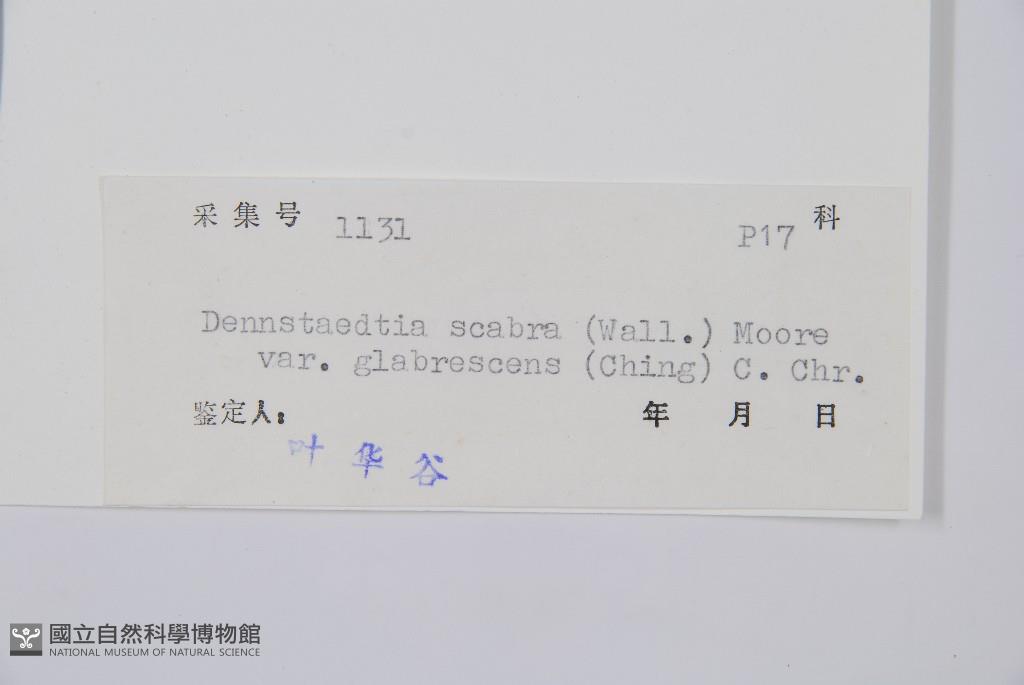 采集号 1131 P17 科
Dennstaedtia scabra (Wall.) Moore
var. glabrescens (Ching) C. Chr.
鉴定人: 年 月 日
叶华谷
國立自然科學博物館
NATIONAL MUSEUM OF NATURAL SCIENCE